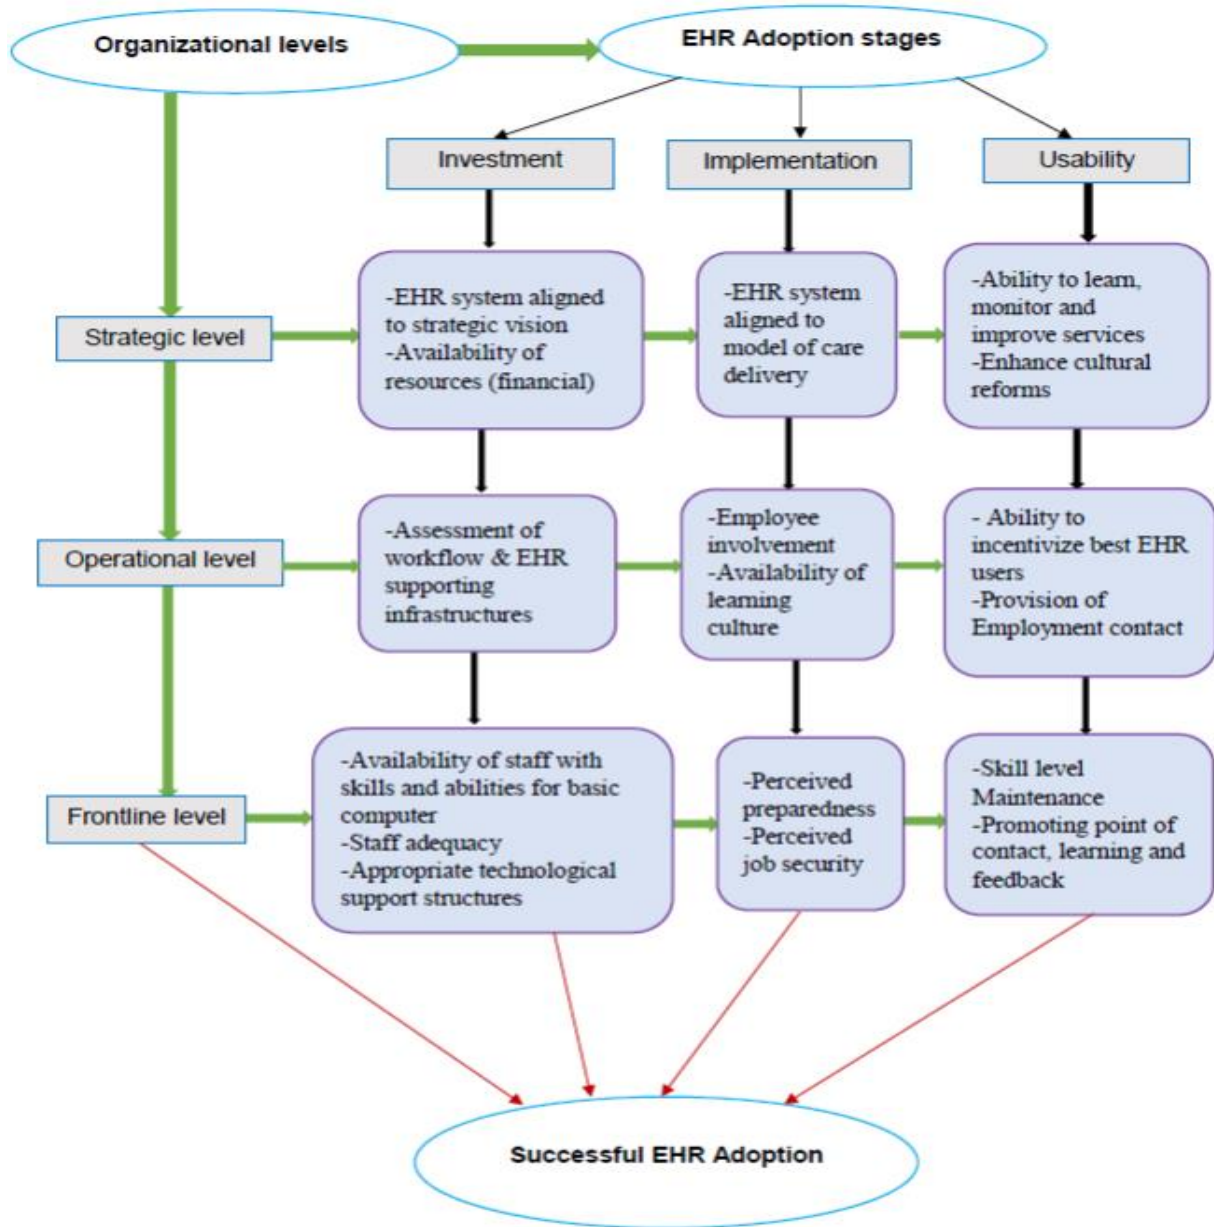 Organizational levels
EHR Adoption stages
Investment
Implementation
Usability
Strategic level
-EHR system aligned
to strategic vision
-Availability of
resources (financial)
-EHR system
aligned to
model of care
delivery
-Ability to learn,
monitor and
improve services
-Enhance cultural
reforms
Operational level
-Assessment of
workflow & EHR
supporting
infrastructures
-Employee
involvement
-Availability of
learning
culture
- Ability to
incentivize best EHR
users
-Provision of
Employment contact
Frontline level
-Availability of staff with
skills and abilities for basic
computer
-Staff adequacy
-Appropriate technological
support structures
-Perceived
preparedness
-Perceived
job security
-Skill level
Maintenance
-Promoting point of
contact, learning and
feedback
Successful EHR Adoption